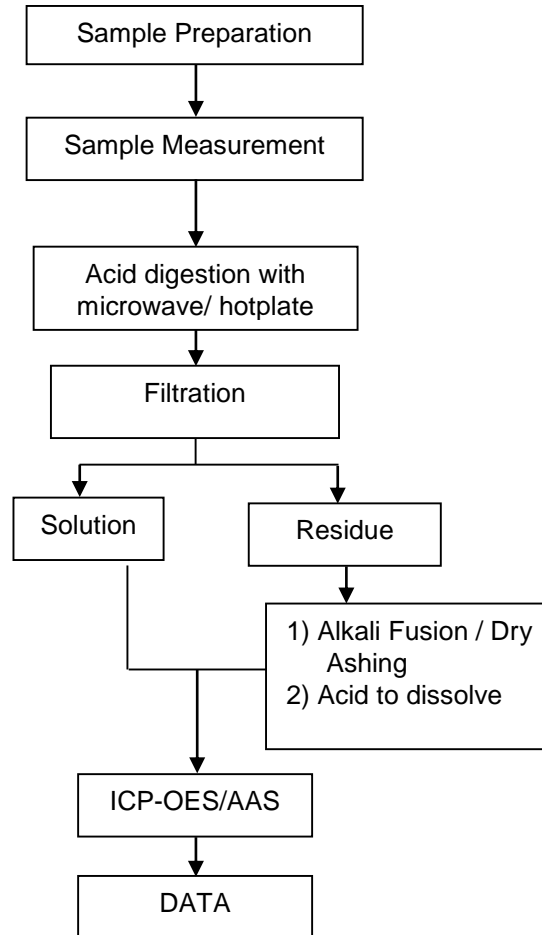 Sample Preparation
Sample Measurement
Acid digestion with
microwave/ hotplate
Filtration
Solution
Residue
1) Alkali Fusion / Dry
Ashing
2) Acid to dissolve
ICP-OES/AAS
DATA